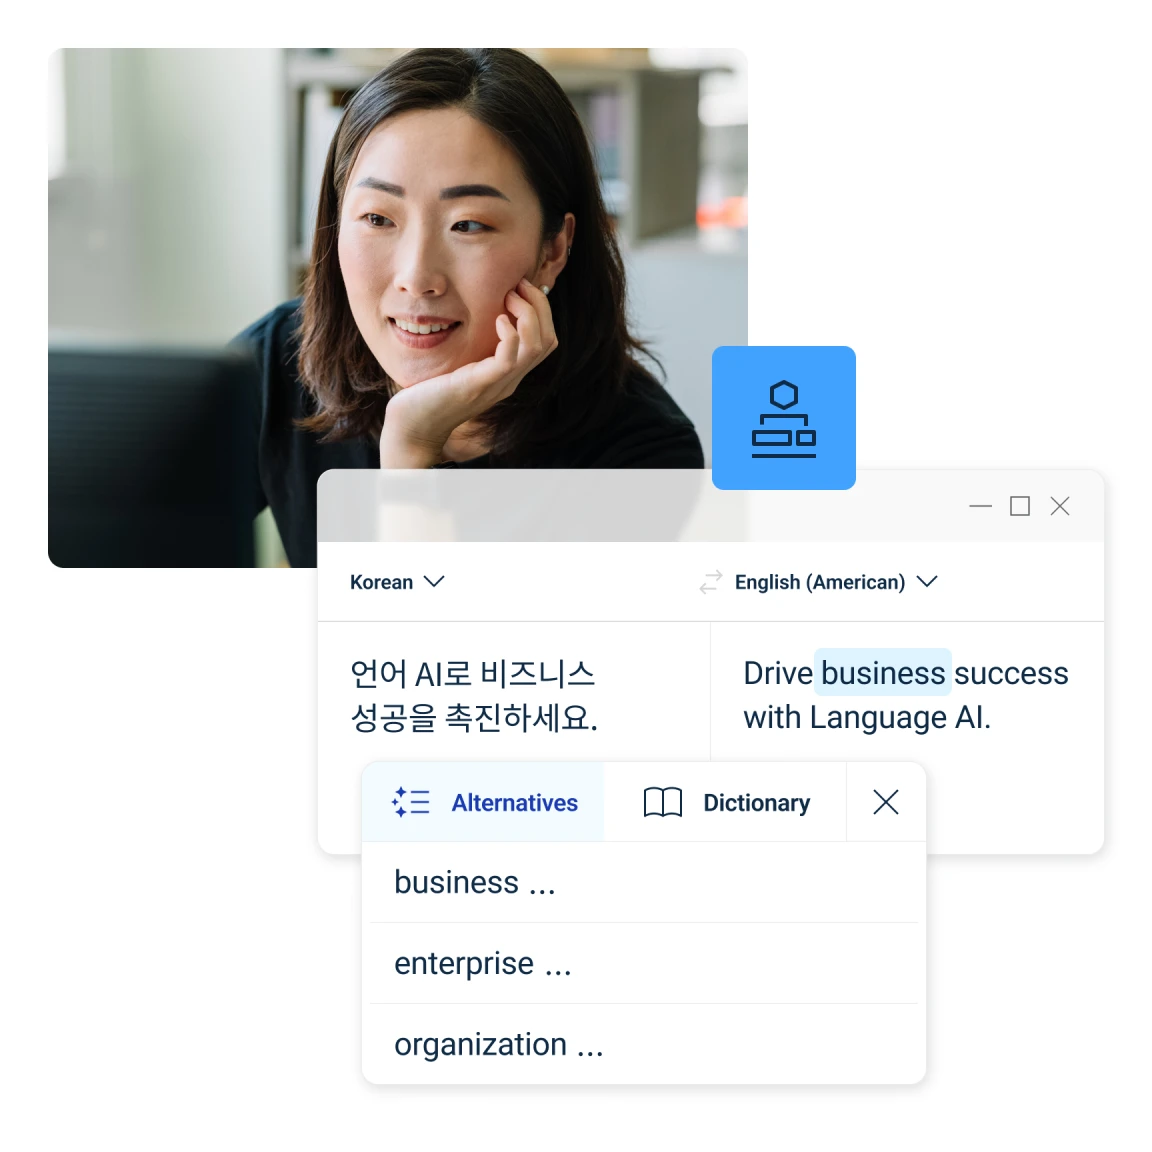 Korean
English (American)
언어 AI로 비즈니스
성공을 촉진하세요.
Drive business success
with Language AI.
Alternatives
Dictionary
business ...
enterprise ...
organization ...